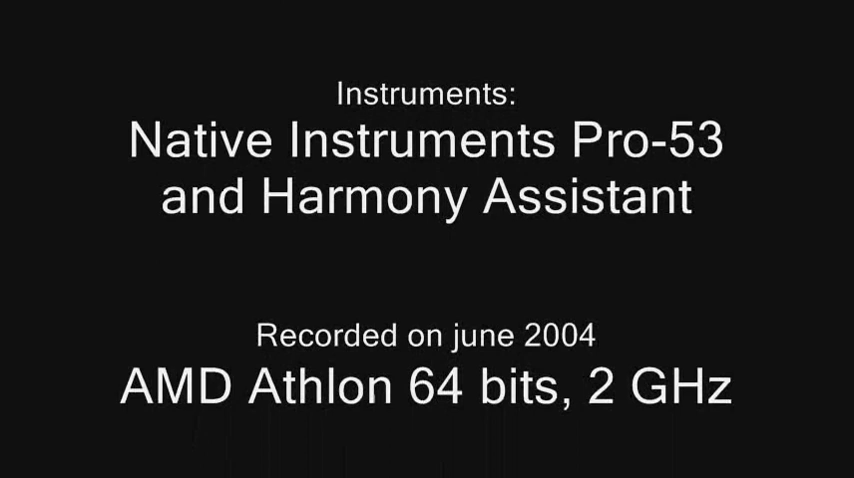 Instruments:
Native Instruments Pro-53
and Harmony Assistant
Recorded on june 2004
AMD Athlon 64 bits, 2 GHz